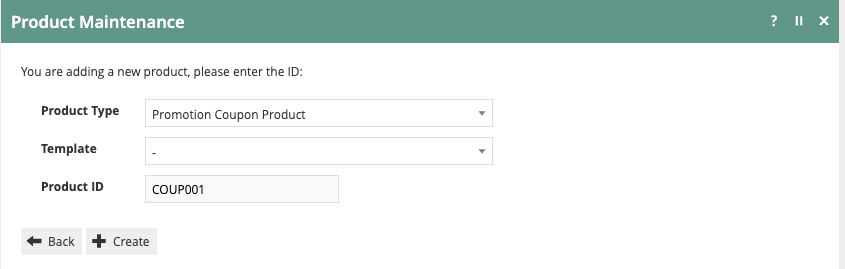 Product Maintenance ? II ×
You are adding a new product, please enter the ID:
Product Type Promotion Coupon Product
Template -
Product ID COUP001
Back Create